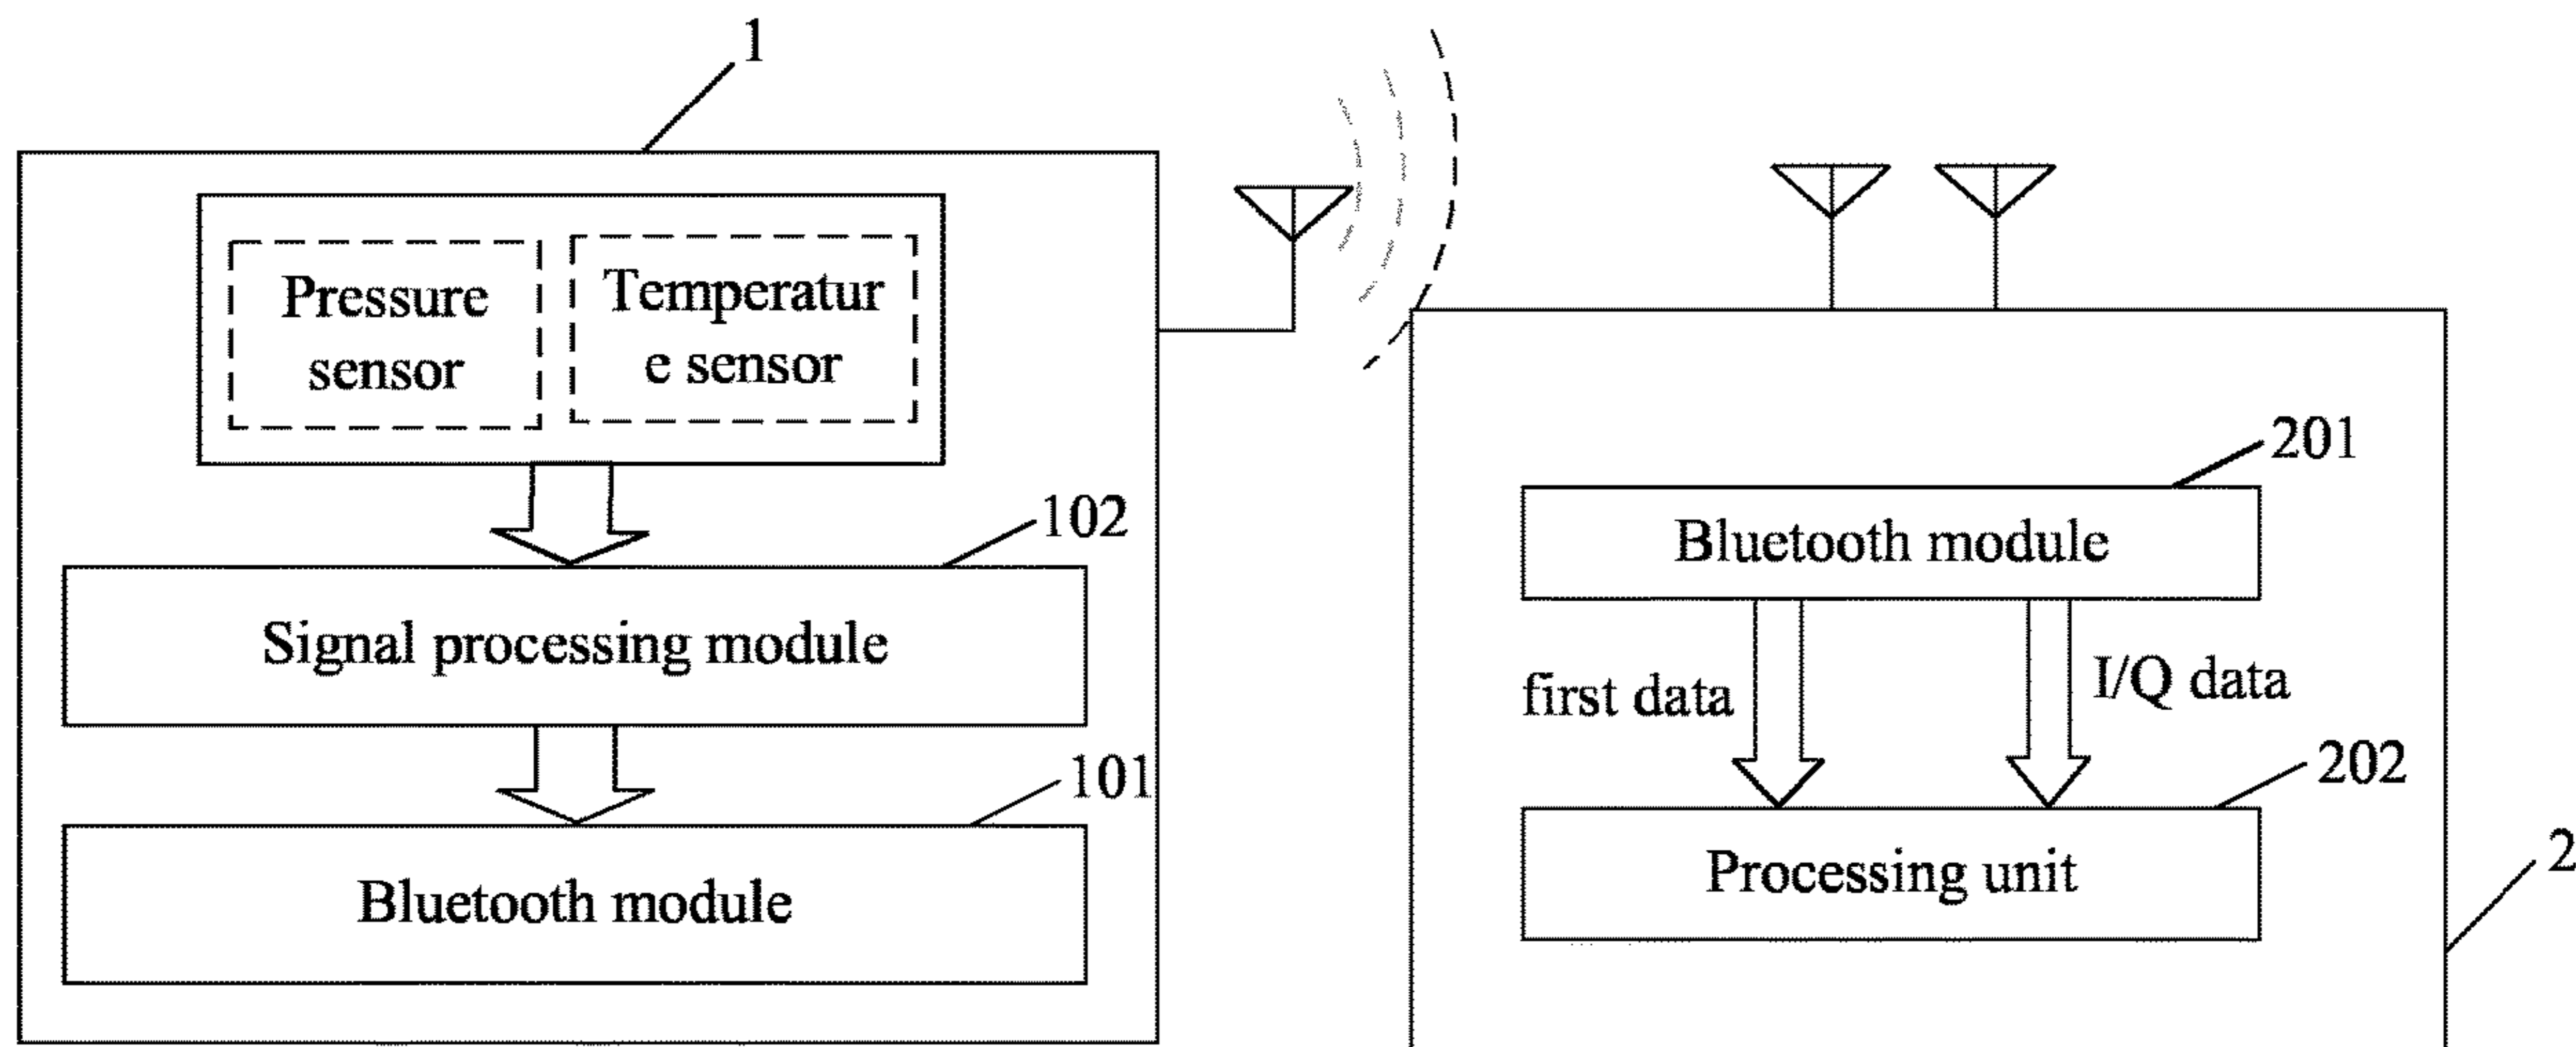 1
Pressure
sensor
Temperatur
e sensor
102
Signal processing module
101
Bluetooth module
201
Bluetooth module
first data
I/Q data
202
Processing unit
2